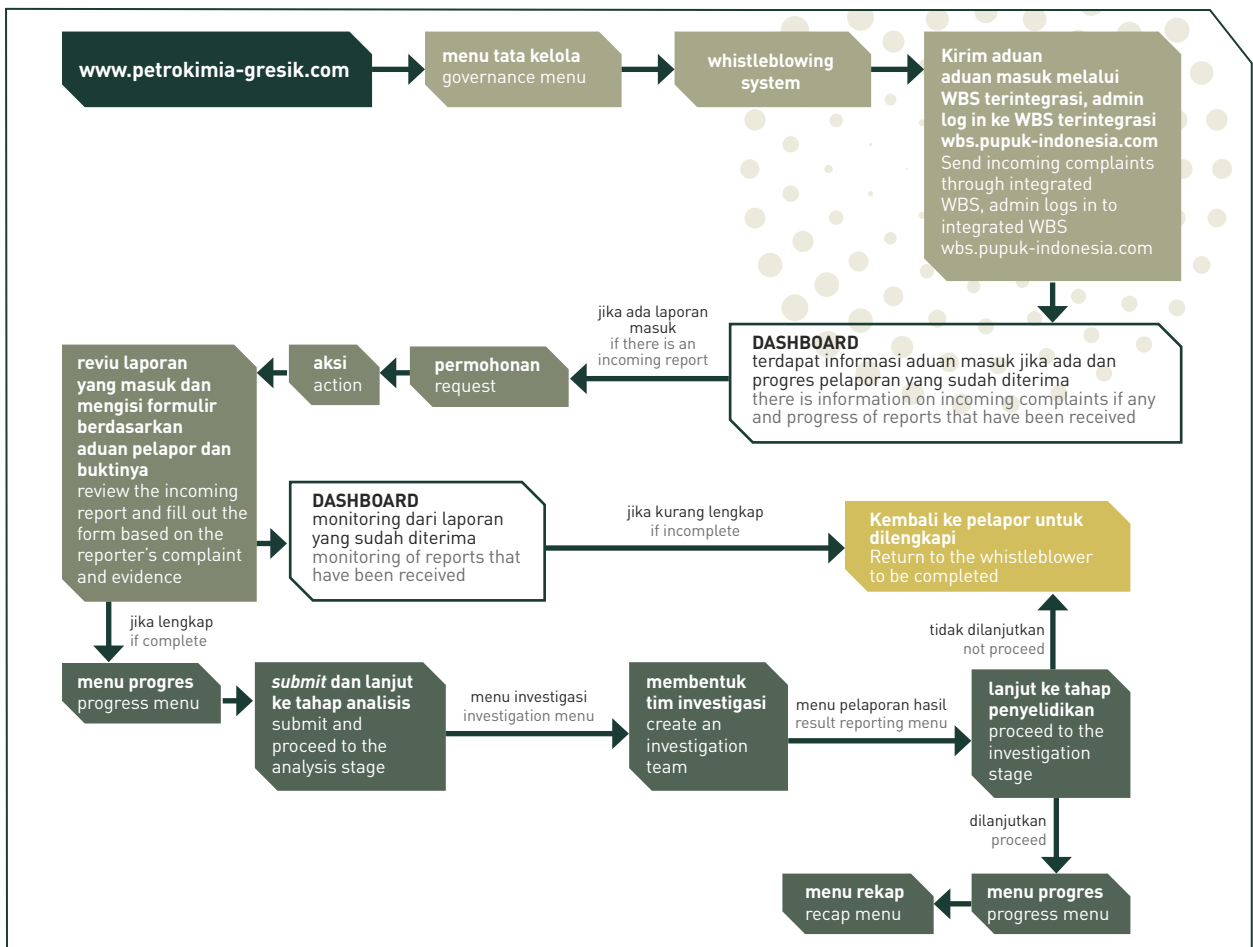 www.petrokimia-gresik.com
menu tata kelola
governance menu
whistleblowing
system
Kirim aduan
aduan masuk melalui
WBS terintegrasi, admin
log in ke WBS terintegrasi
wbs.pupuk-indonesia.com
Send incoming complaints
through integrated
WBS, admin logs in to
integrated WBS
wbs.pupuk-indonesia.com
DASHBOARD
terdapat informasi aduan masuk jika ada dan
progres pelaporan yang sudah diterima
there is information on incoming complaints if any
and progress of reports that have been received
jika ada laporan
masuk
if there is an
incoming report
permohonan
request
aksi
action
reviu laporan
yang masuk dan
mengisi formulir
berdasarkan
aduan pelapor dan
buktinya
review the incoming
report and fill out the
form based on the
reporter's complaint
and evidence
DASHBOARD
monitoring dari laporan
yang sudah diterima
monitoring of reports that
have been received
jika kurang lengkap
if incomplete
Kembali ke pelapor untuk
dilengkapi
Return to the whistleblower
to be completed
jika lengkap
if complete
menu progres
progress menu
submit dan lanjut
ke tahap analisis
submit and
proceed to the
analysis stage
menu investigasi
investigation menu
membentuk
tim investigasi
create an
investigation
team
menu pelaporan hasil
result reporting menu
lanjut ke tahap
penyelidikan
proceed to the
investigation
stage
tidak dilanjutkan
not proceed
dilanjutkan
proceed
menu progres
progress menu
menu rekap
recap menu